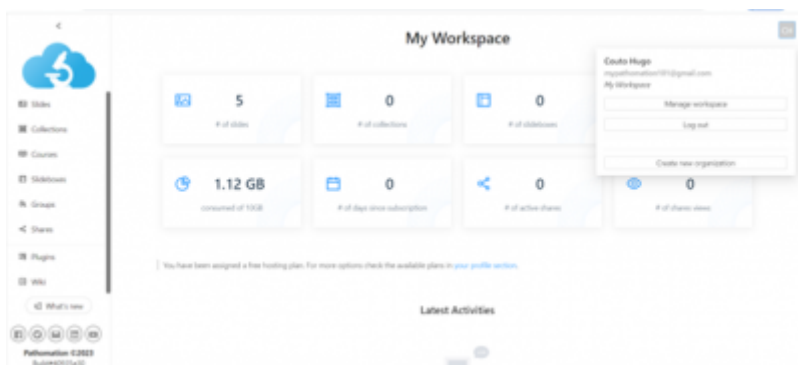 My Workspace
Couto Hugo
mypathomation101@gmail.com
My Workspace
Manage workspace
Log out
Create new organization
Slides
Collections
Courses
Slideboxes
Groups
Shares
Plugins
Wiki
What's new
Pathomation ©2023
5
# of slides
0
# of collections
0
# of slideboxes
1.12 GB
consumed of 10GB
0
# of days since subscription
0
# of active shares
0
# of shares views
You have been assigned a free hosting plan. For more options check the available plans in your profile section.
Latest Activities